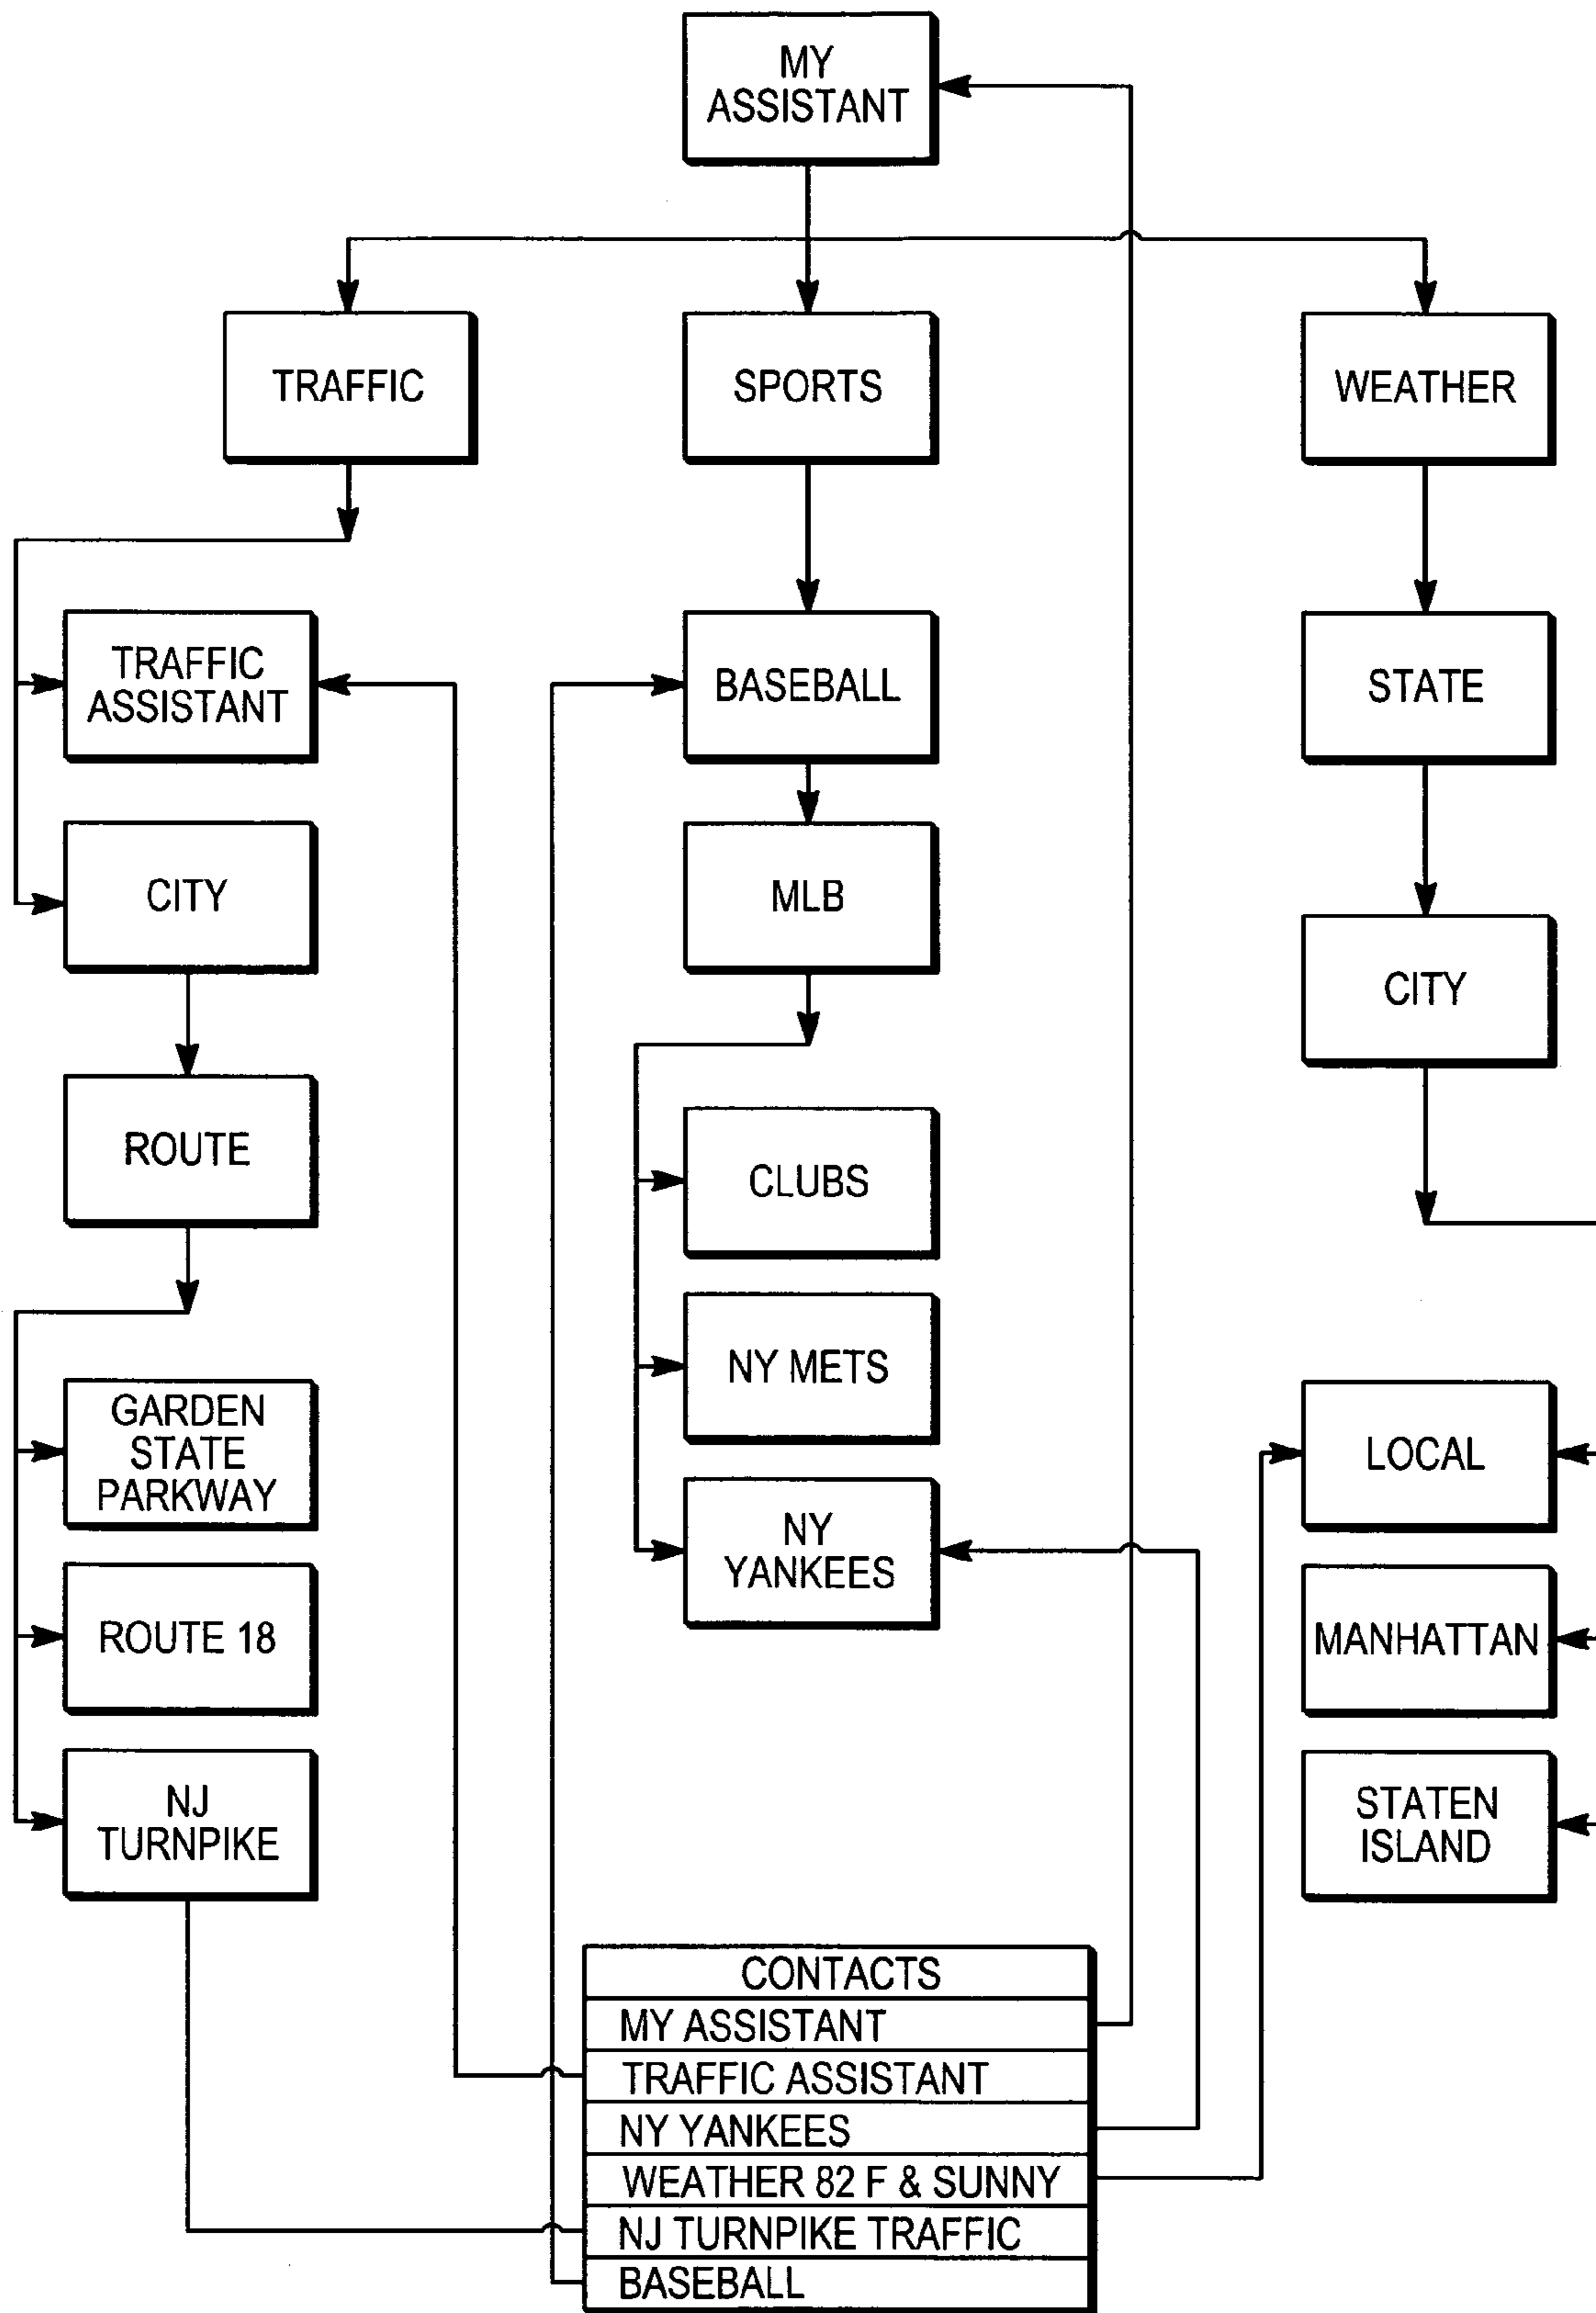 MY
ASSISTANT
TRAFFIC
SPORTS
WEATHER
TRAFFIC
ASSISTANT
BASEBALL
STATE
CITY
MLB
CITY
ROUTE
CLUBS
NY METS
GARDEN
STATE
PARKWAY
LOCAL
NY
YANKEES
ROUTE 18
MANHATTAN
NJ
TURNPIKE
STATEN
ISLAND
CONTACTS
MY ASSISTANT
TRAFFIC ASSISTANT
NY YANKEES
WEATHER 82 F & SUNNY
NJ TURNPIKE TRAFFIC
BASEBALL